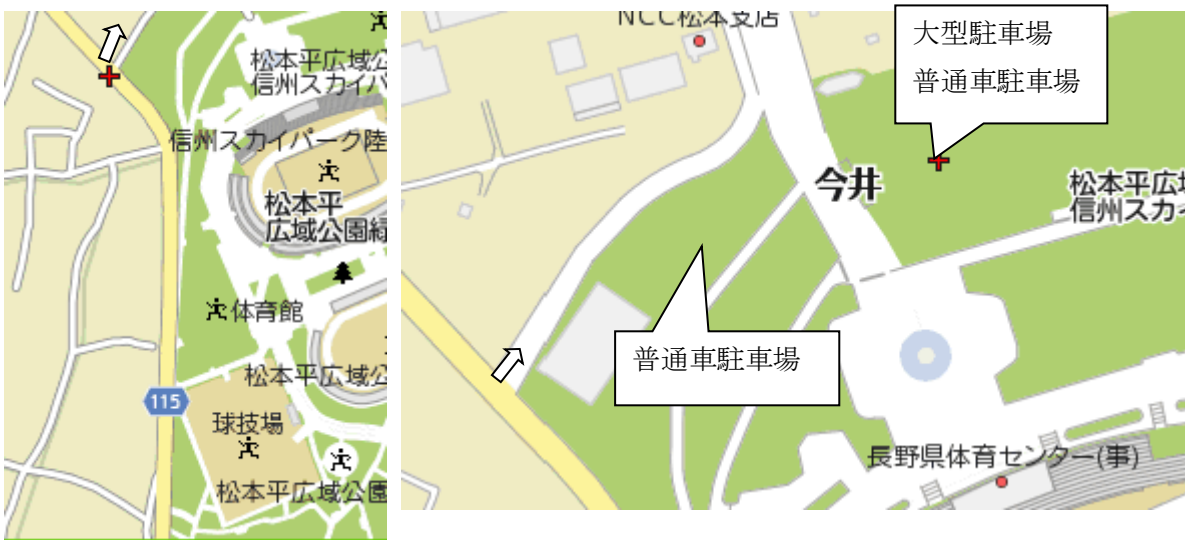 松本平広域公
信州スカイパ
信州スカイパーク陸
松本平
広域公園緑
体育館
松本平広域公
115
球技場
松本平広域公園
NCC松本支店
大型駐車場
普通車駐車場
今井
松本平広域
信州スカイ
普通車駐車場
長野県体育センター(事)